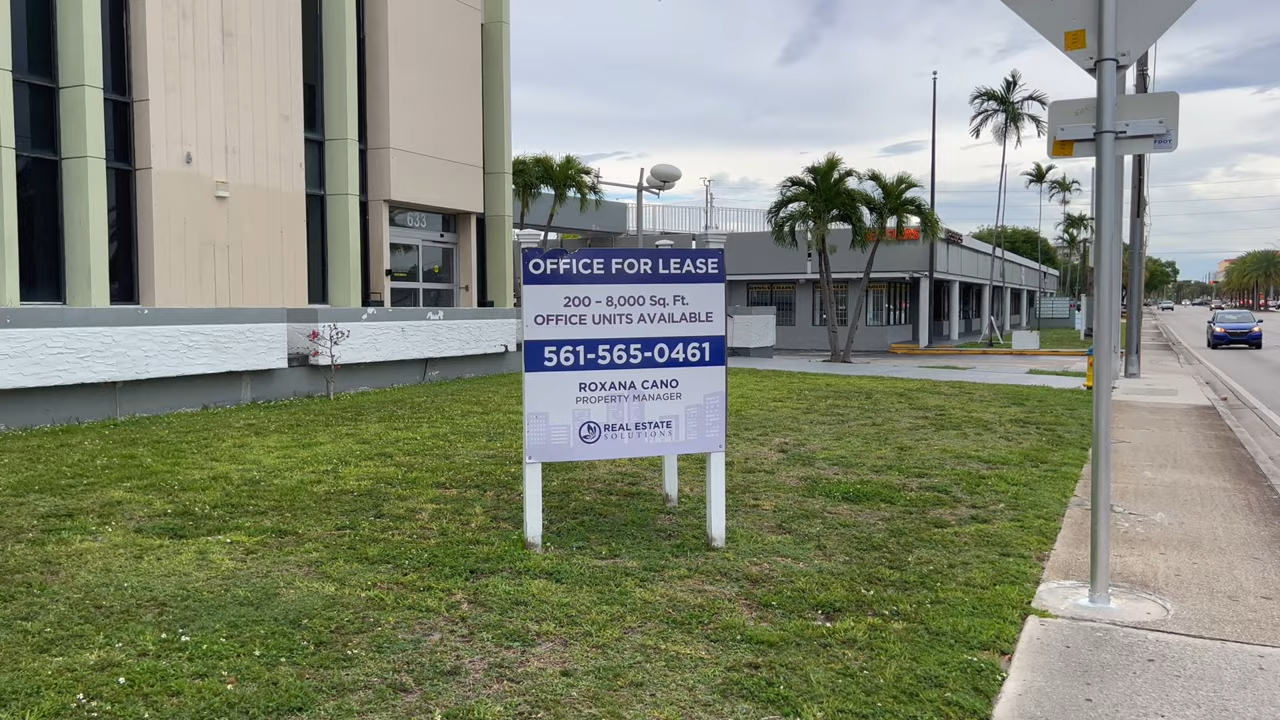 633
OFFICE FOR LEASE
200 – 8,000 Sq. Ft.
OFFICE UNITS AVAILABLE
561-565-0461
ROXANA CANO
PROPERTY MANAGER
REAL ESTATE
SOLUTIONS
FDOT